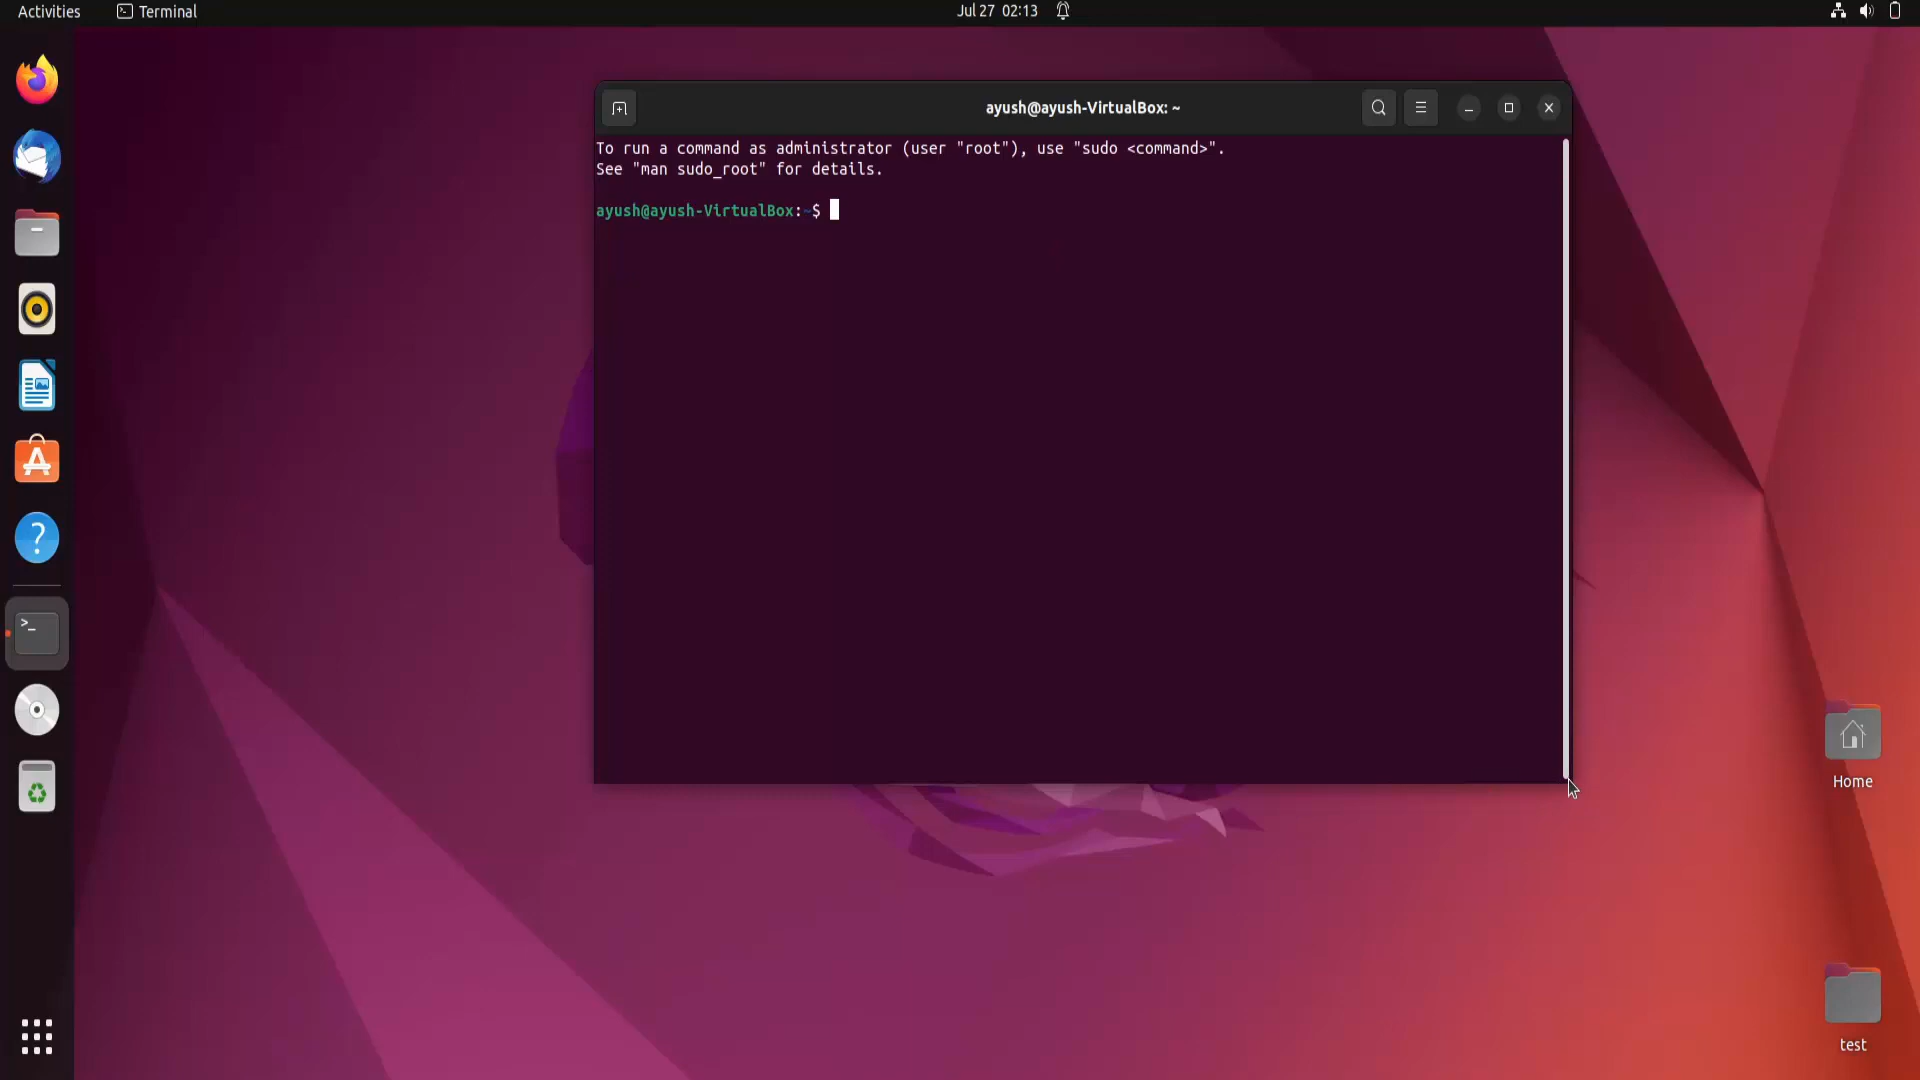 Activities
Terminal
Jul 27 02:13
ayush@ayush-VirtualBox: ~
To run a command as administrator (user "root"), use "sudo <command>".
See "man sudo_root" for details.
ayush@ayush-VirtualBox:~$
Home
test